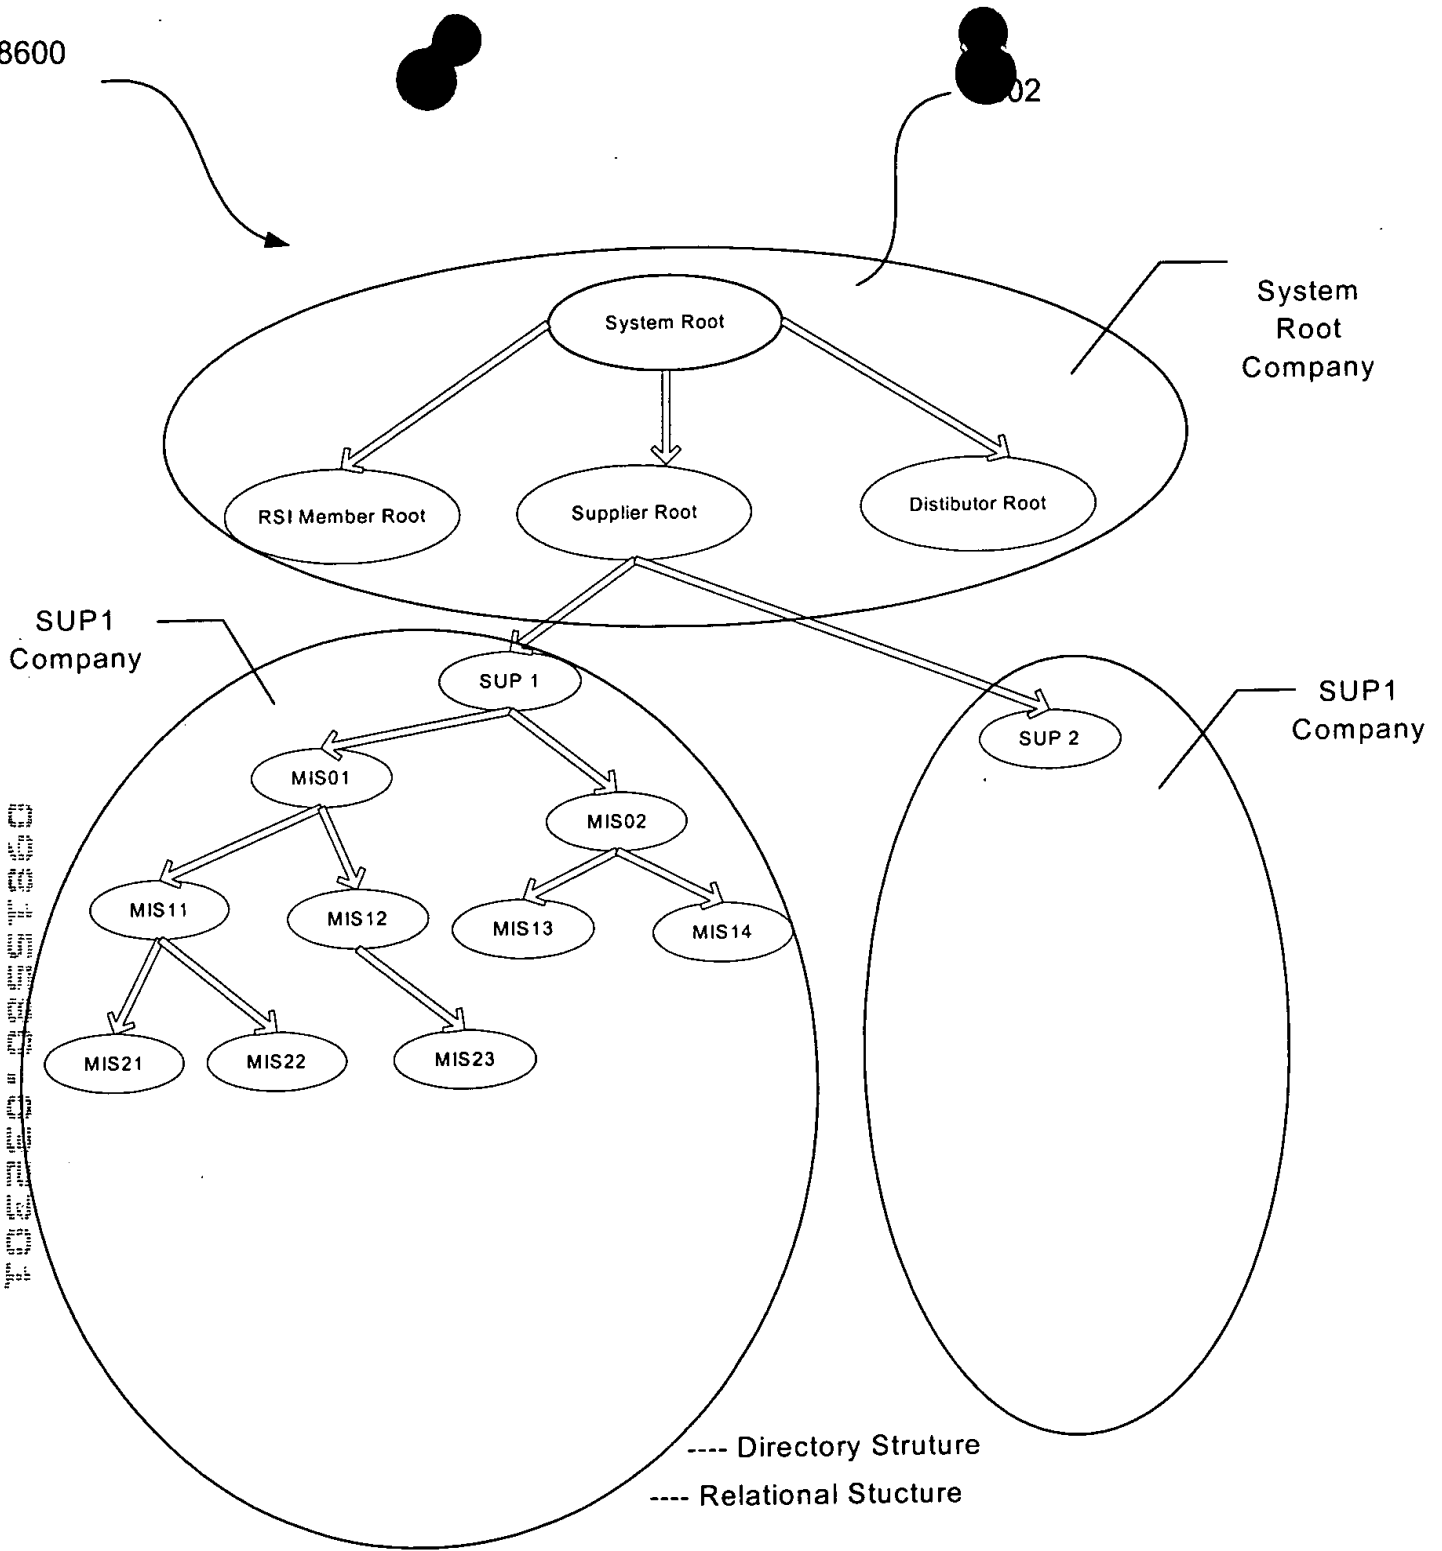 8600
02
System
Root
Company
System Root
RSI Member Root
Supplier Root
Distibutor Root
SUP1
Company
SUP 1
SUP 2
SUP1
Company
MIS01
MIS02
MIS11
MIS12
MIS13
MIS14
MIS21
MIS22
MIS23
---- Directory Struture
---- Relational Stucture